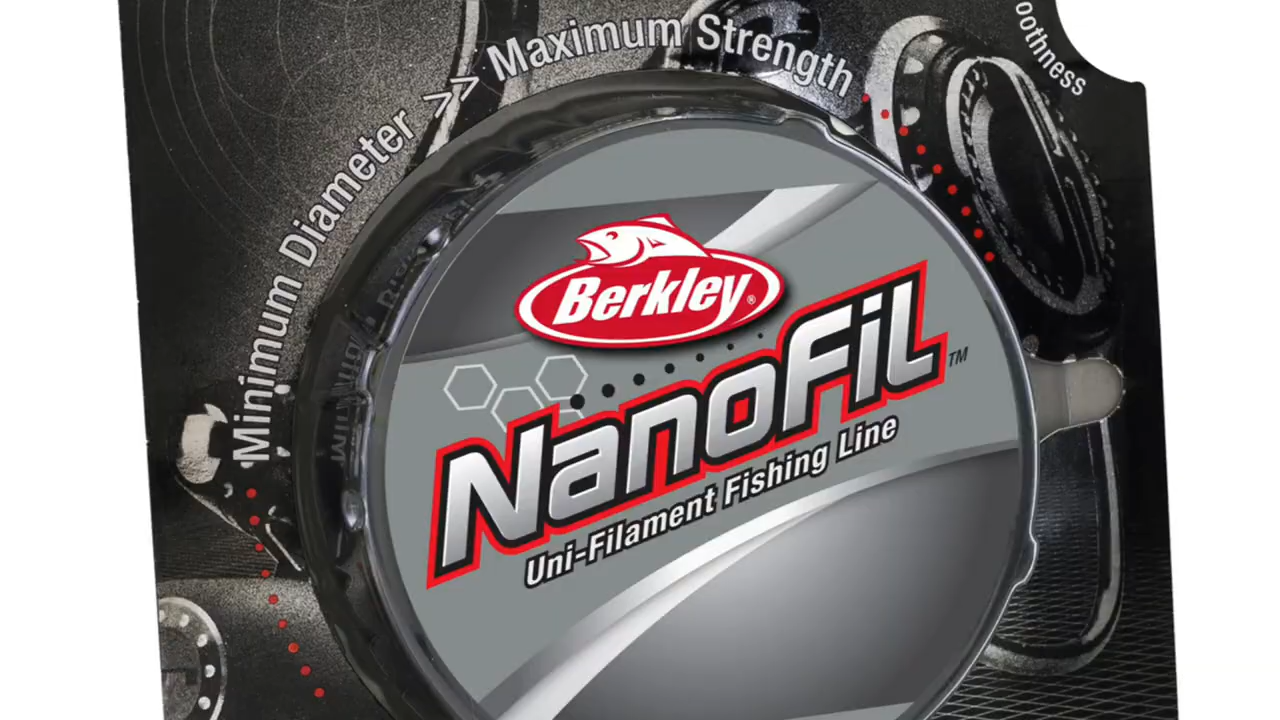 Minimum Diameter >> Maximum Strength
oothness
Berkley®
NanoFil™
Uni-Filament Fishing Line